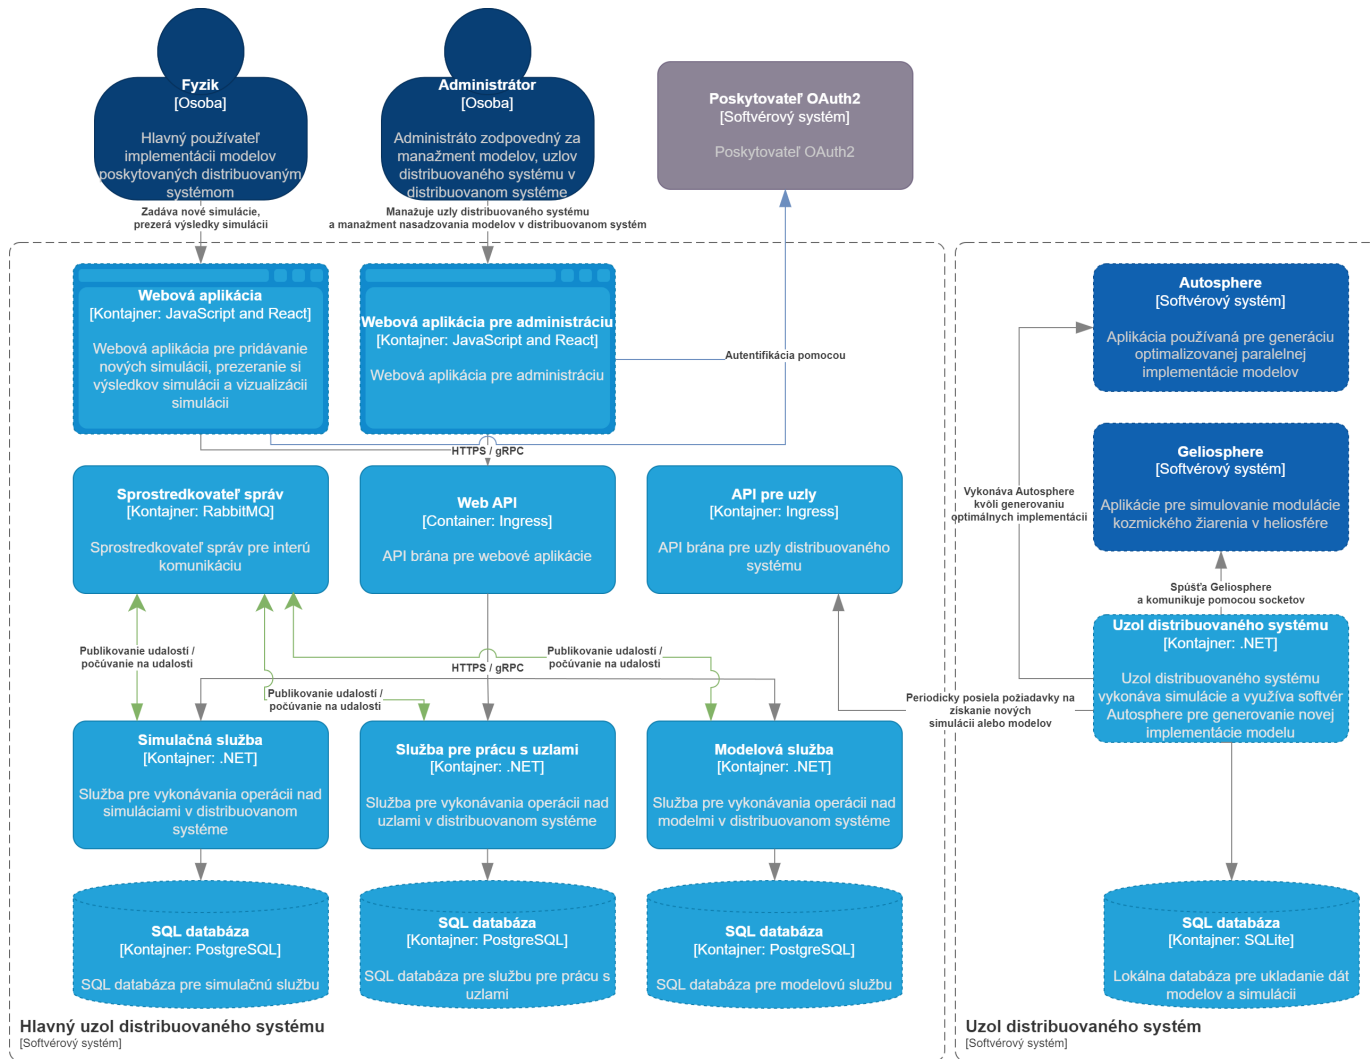 Fyzik
[Osoba]
Hlavný používateľ
implementácii modelov
poskytovaných distribuovaným
systémom
Administrátor
[Osoba]
Administráto zodpovedný za
manažment modelov, uzlov
distribuovaného systému v
distribuovanom systéme
Poskytovateľ OAuth2
[Softvérový systém]
Poskytovateľ OAuth2
Zadáva nové simulácie,
prezerá výsledky simulácii
Manažuje uzly distribuovaného systému
a manažment nasadzovania modelov v distribuovanom systém
Webová aplikácia
[Kontajner: JavaScript and React]
Webová aplikácia pre pridávanie
nových simulácii, prezeranie si
výsledkov simulácii a vizualizácii
simulácii
Webová aplikácia pre administráciu
[Kontajner: JavaScript and React]
Webová aplikácia pre administráciu
Autentifikácia pomocou
HTTPS / gRPC
Sprostredkovateľ správ
[Kontajner: RabbitMQ]
Sprostredkovateľ správ pre interú
komunikáciu
Web API
[Container: Ingress]
API brána pre webové aplikácie
API pre uzly
[Kontajner: Ingress]
API brána pre uzly distribuovaného
systému
Publikovanie udalostí /
počúvanie na udalosti
HTTPS / gRPC
Publikovanie udalostí /
počúvanie na udalosti
Publikovanie udalostí /
počúvanie na udalosti
Simulačná služba
[Kontajner: .NET]
Služba pre vykonávania operácii nad
simuláciami v distribuovanom
systéme
Služba pre prácu s uzlami
[Kontajner: .NET]
Služba pre vykonávania operácii nad
uzlami v distribuovanom systéme
Modelová služba
[Kontajner: .NET]
Služba pre vykonávania operácii nad
modelmi v distribuovanom systéme
SQL databáza
[Kontajner: PostgreSQL]
SQL databáza pre simulačnú službu
SQL databáza
[Kontajner: PostgreSQL]
SQL databáza pre službu pre prácu s
uzlami
SQL databáza
[Kontajner: PostgreSQL]
SQL databáza pre modelovú službu
Hlavný uzol distribuovaného systému
[Softvérový systém]
Autosphere
[Softvérový systém]
Aplikácia používaná pre generáciu
optimalizovanej paralelnej
implementácie modelov
Geliosphere
[Softvérový systém]
Aplikácie pre simulovanie modulácie
kozmického žiarenia v heliosfére
Vykonáva Autosphere
kvôli generovaniu
optimálnych implementácii
Spúšťa Geliosphere
a komunikuje pomocou socketov
Uzol distribuovaného systému
[Kontajner: .NET]
Uzol distribuovaného systému
vykonáva simulácie a využíva softvér
Autosphere pre generovanie novej
implementácie modelu
Periodicky posiela požiadavky na
získanie nových
simulácii alebo modelov
SQL databáza
[Kontajner: SQLite]
Lokálna databáza pre ukladanie dát
modelov a simulácii
Uzol distribuovaného systém
[Softvérový systém]